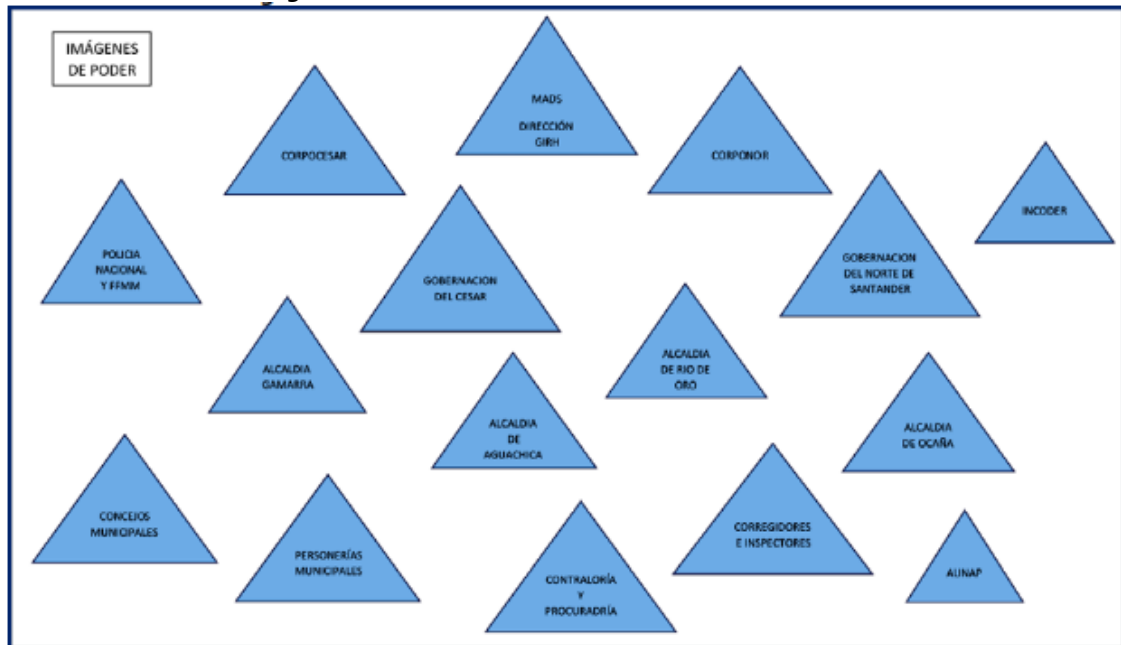 IMÁGENES
DE PODER
MADS
DIRECCIÓN
GIRH
CORPOCESAR
CORPONOR
INCODER
POLICIA
NACIONAL
Y FFMM
GOBERNACION
DEL CESAR
GOBERNACION
DEL NORTE DE
SANTANDER
ALCALDIA
GAMARRA
ALCALDIA
DE RIO DE
ORO
ALCALDIA
DE
AGUACHICA
ALCALDIA
DE OCAÑA
CONCEJOS
MUNICIPALES
PERSONERÍAS
MUNICIPALES
CONTRALORÍA
Y
PROCURADRÍA
CORREGIDORES
E INSPECTORES
AUNAP